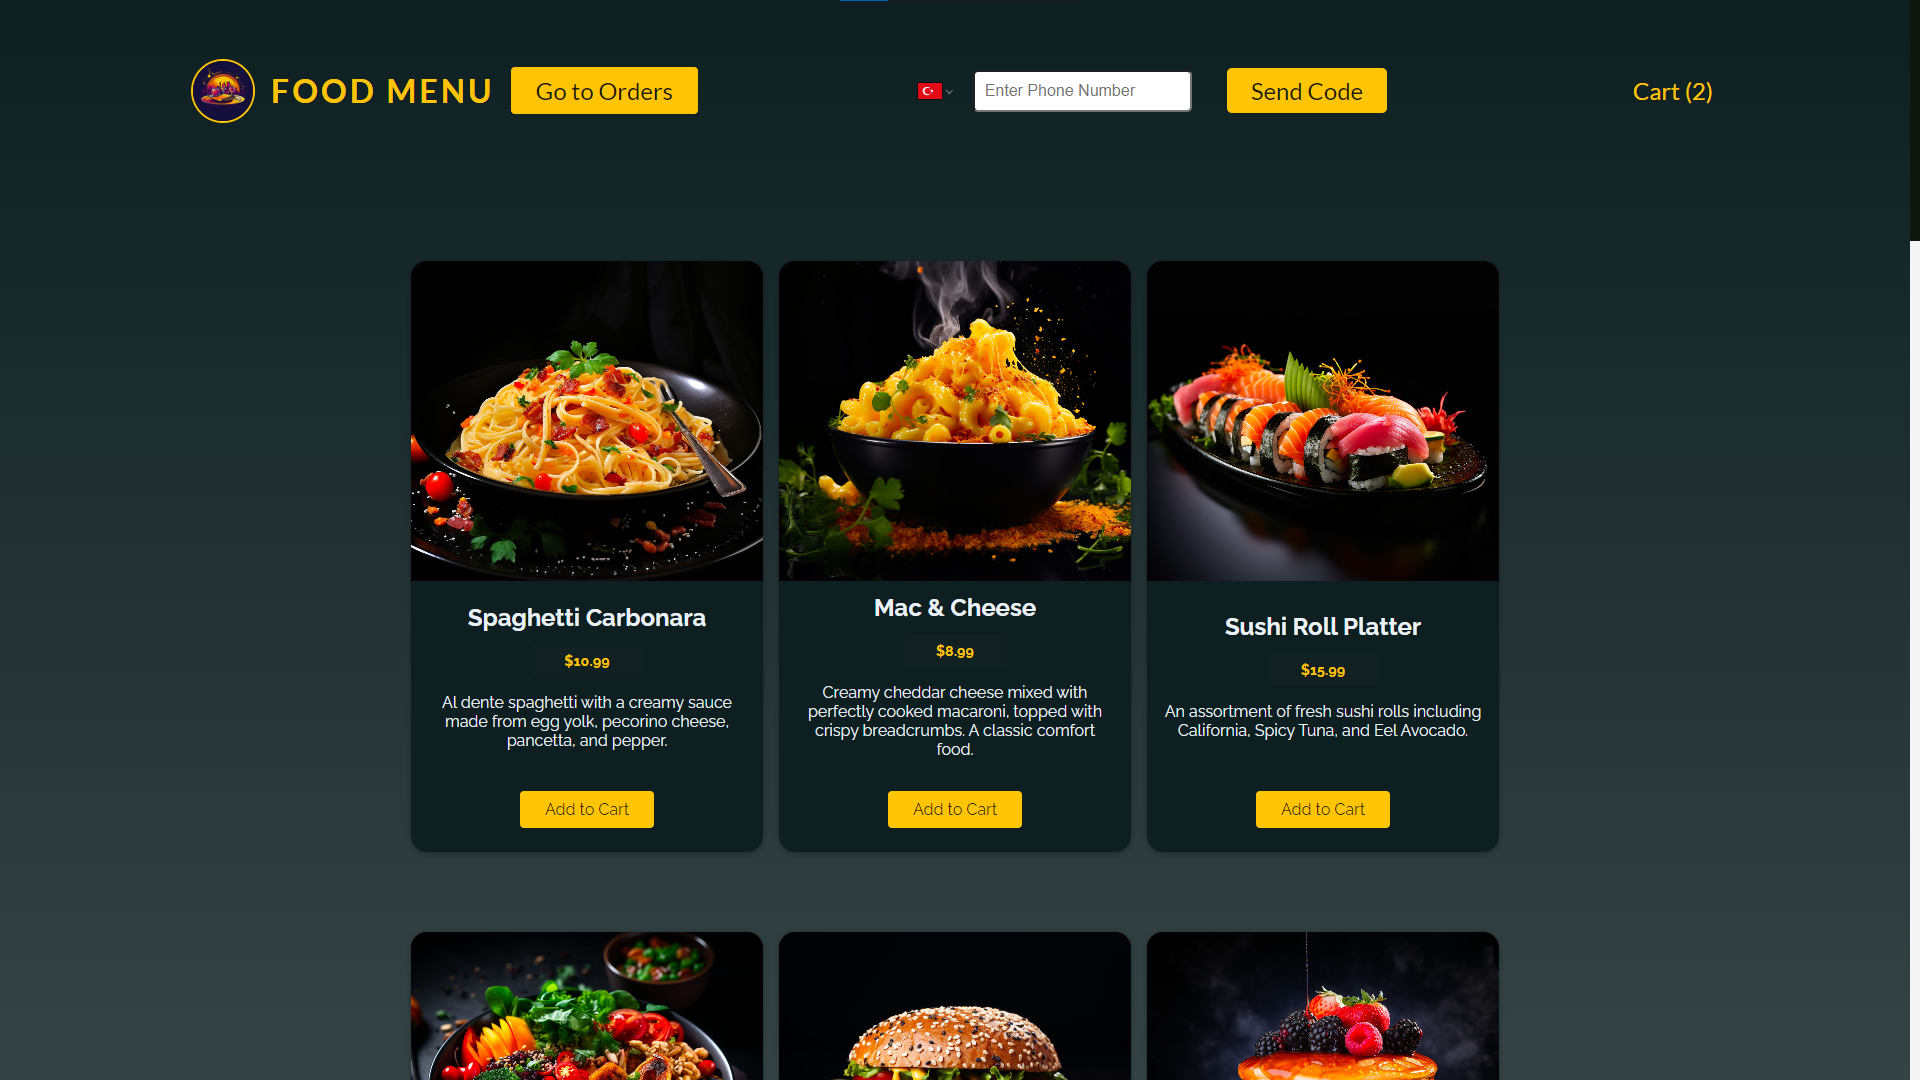 FOOD MENU
Go to Orders
Enter Phone Number
Send Code
Cart (2)
Spaghetti Carbonara
$10.99
Al dente spaghetti with a creamy sauce
made from egg yolk, pecorino cheese,
pancetta, and pepper.
Add to Cart
Mac & Cheese
$8.99
Creamy cheddar cheese mixed with
perfectly cooked macaroni, topped with
crispy breadcrumbs. A classic comfort
food.
Add to Cart
Sushi Roll Platter
$15.99
An assortment of fresh sushi rolls including
California, Spicy Tuna, and Eel Avocado.
Add to Cart